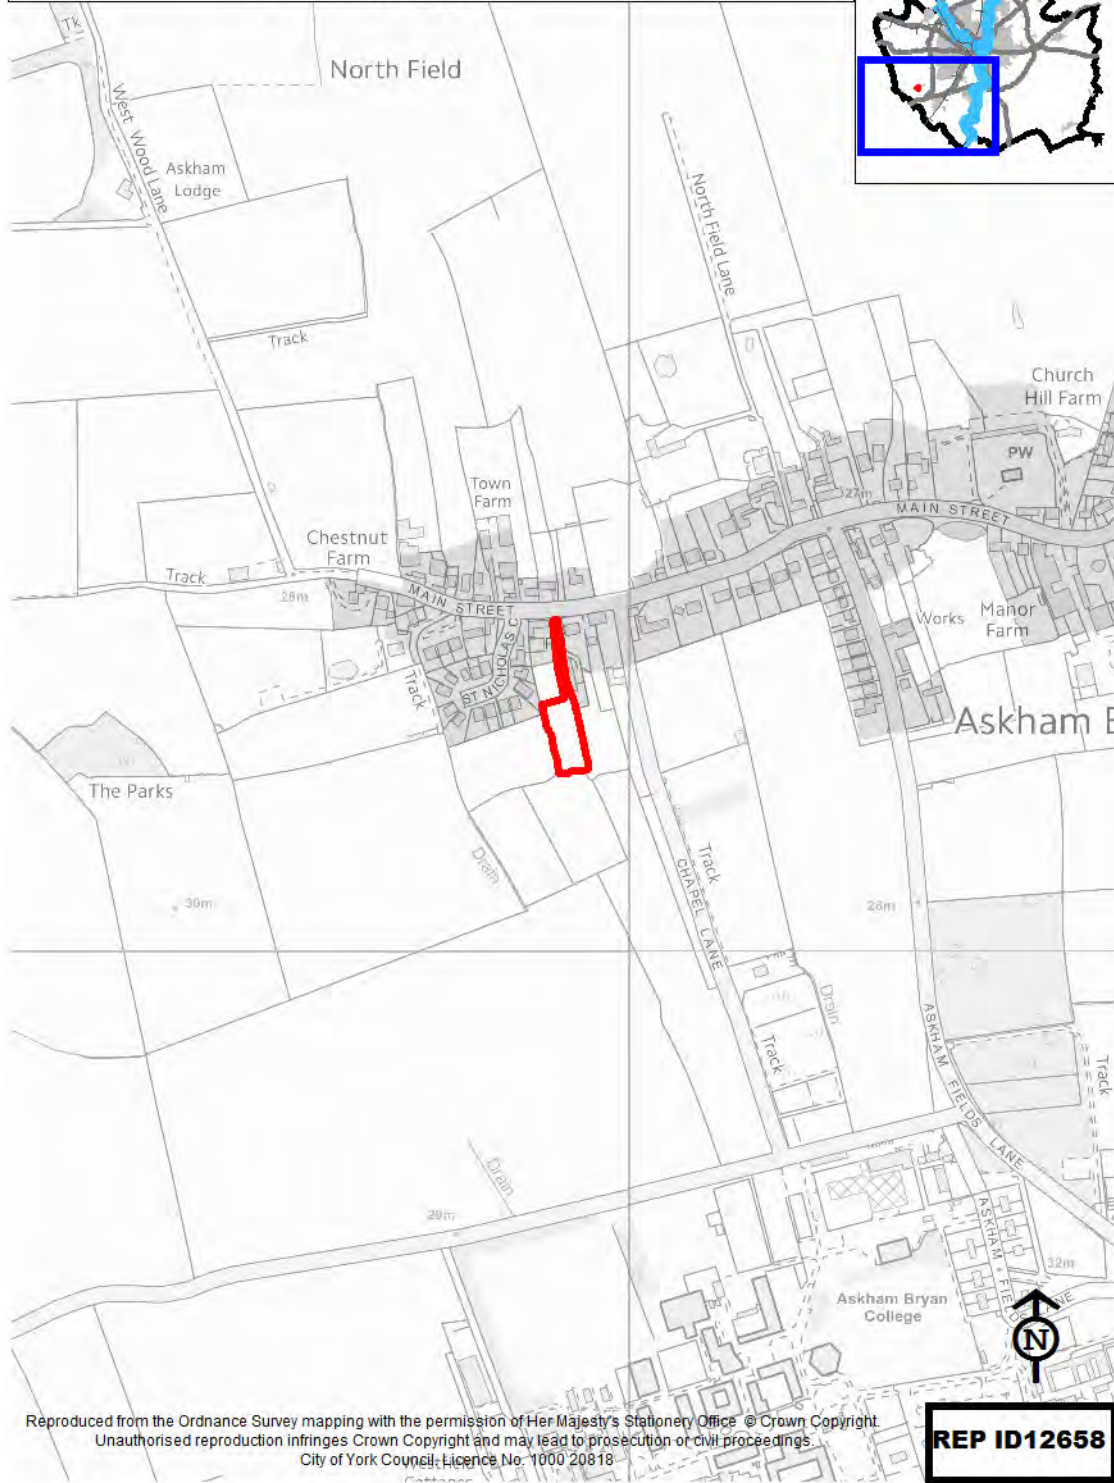 Tk
North Field
West Wood Lane
Askham
Lodge
North Field Lane
Track
Church
Hill Farm
PW
Town
Farm
27m
MAIN STREET
Chestnut
Farm
Track
28m
MAIN STREET
ST NICHOLAS C
Works
Manor
Farm
Track
Askham B
The Parks
Drain
Track
CHAPEL LANE
30m
28m
Drain
Track
ASKHAM FIELDS LANE
Track
Drain
29m
ASKHAM FIELDS LANE
32m
Askham Bryan
College
N
Reproduced from the Ordnance Survey mapping with the permission of Her Majesty's Stationery Office © Crown Copyright.
Unauthorised reproduction infringes Crown Copyright and may lead to prosecution or civil proceedings.
City of York Council, Licence No. 1000 20818
REP ID12658